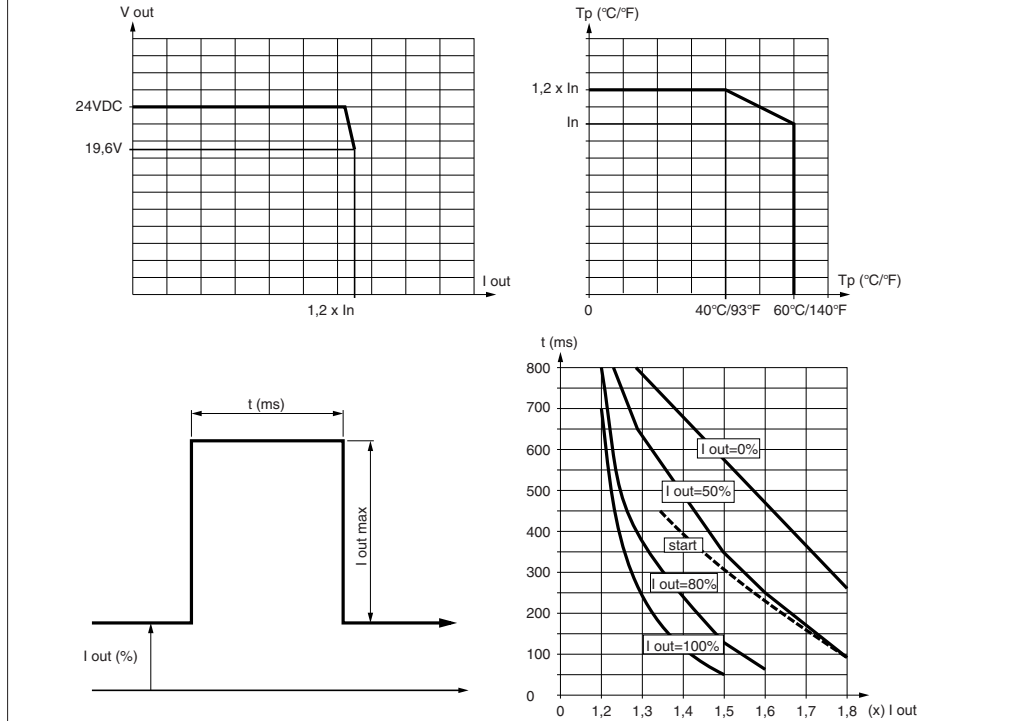 V out
24VDC
19,6V
I out
1,2 x In
Tp (°C/°F)
1,2 x In
In
Tp (°C/°F)
0
40°C/93°F
60°C/140°F
t (ms)
I out max
I out (%)
t (ms)
800
700
600
500
400
300
200
100
0
I out=0%
I out=50%
start
I out=80%
I out=100%
0 1,2 1,3 1,4 1,5 1,6 1,7 1,8 (x) I out